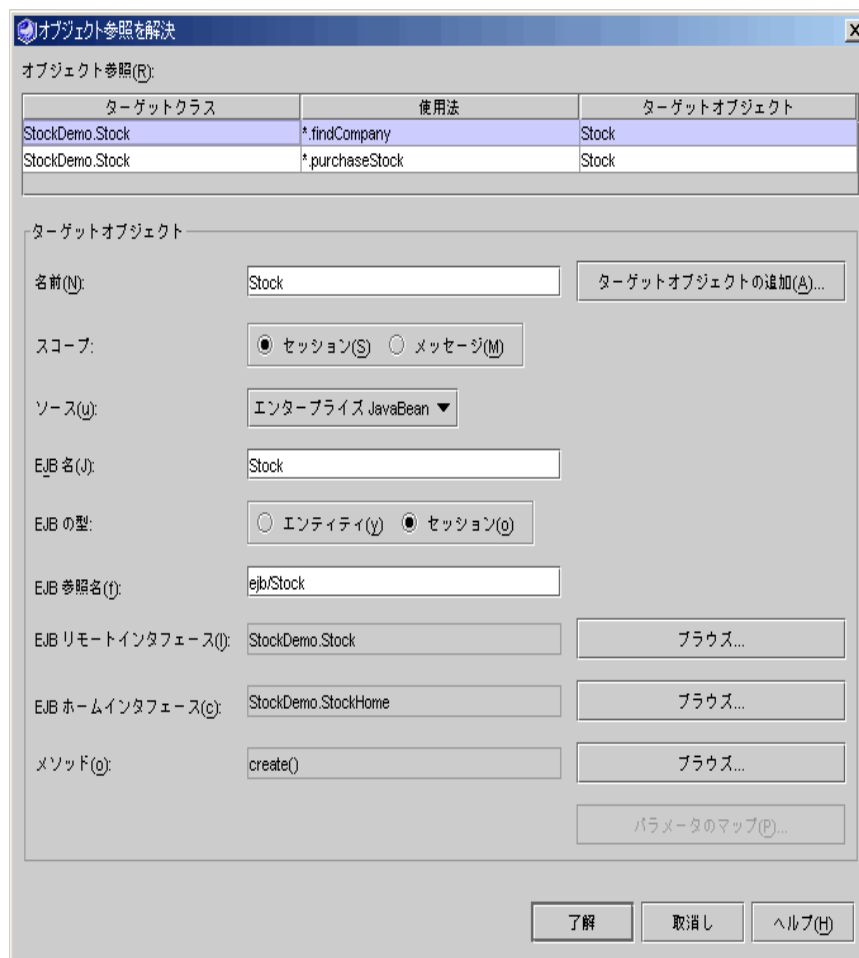 オブジェクト参照を解決
オブジェクト参照(R):
ターゲットクラス 使用法 ターゲットオブジェクト
StockDemo.Stock *.findCompany Stock
StockDemo.Stock *.purchaseStock Stock
ターゲットオブジェクト
名前(N): Stock ターゲットオブジェクトの追加(A)...
スコープ: セッション(S) メッセージ(M)
ソース(u): エンタープライズ JavaBean
EJB 名(J): Stock
EJB の型: エンティティ(y) セッション(o)
EJB 参照名(f): ejb/Stock
EJB リモートインタフェース(I): StockDemo.Stock ブラウズ...
EJB ホームインタフェース(c): StockDemo.StockHome ブラウズ...
メソッド(o): create() ブラウズ...
パラメータのマップ(P)...
了解 取消し ヘルプ(H)